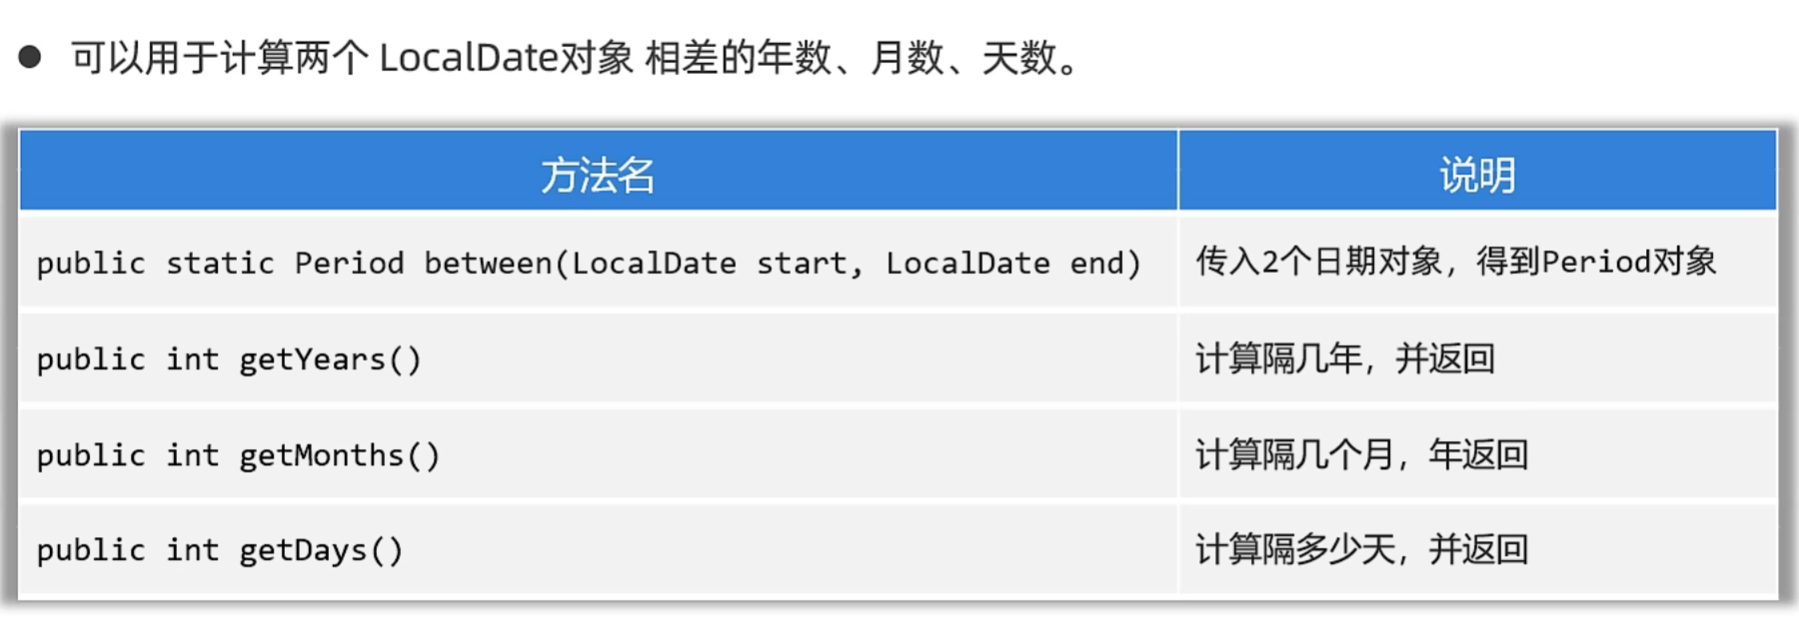 ● 可以用于计算两个 LocalDate对象 相差的年数、月数、天数。
方法名 说明
public static Period between(LocalDate start, LocalDate end) 传入2个日期对象，得到Period对象
public int getYears() 计算隔几年，并返回
public int getMonths() 计算隔几个月，年返回
public int getDays() 计算隔多少天，并返回